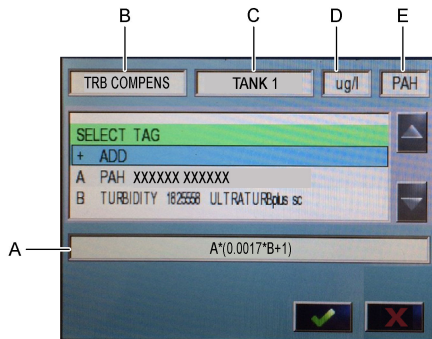 B C D E
TRB COMPENS TANK 1 ug/l PAH
SELECT TAG
+ ADD
A PAH XXXXXX XXXXXX
B TURBIDITY 1825558 ULTRATURBplus sc
A A*(0.0017*B+1)